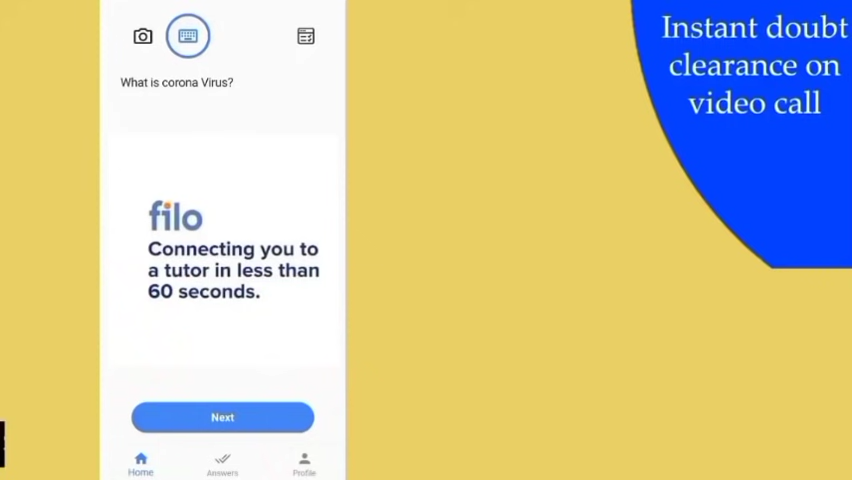 What is corona Virus?
filo
Connecting you to
a tutor in less than
60 seconds.
Next
Home
Answers
Profile
Instant doubt
clearance on
video call